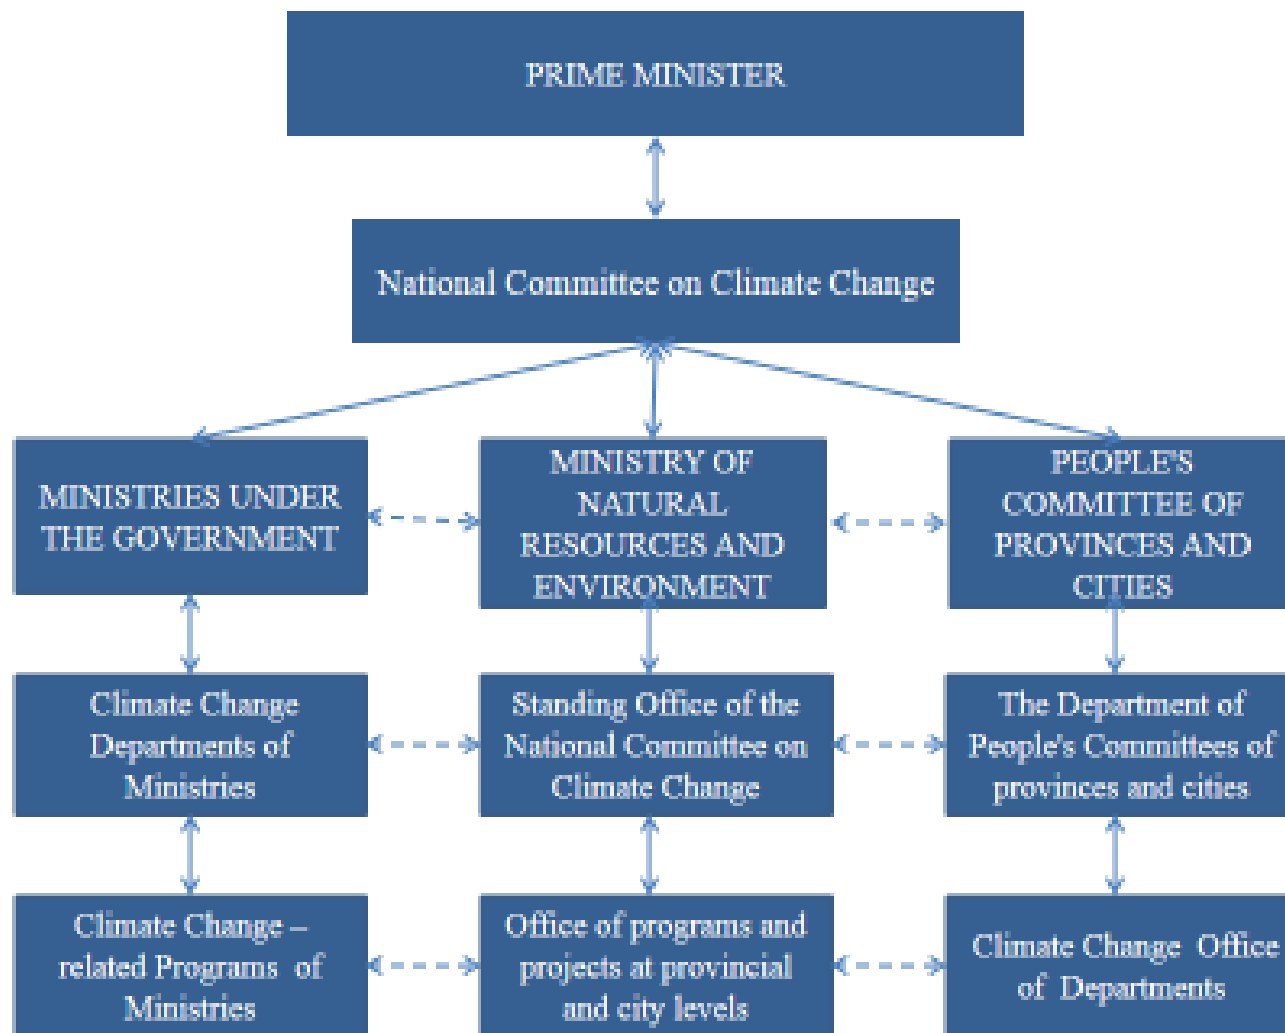 PRIME MINISTER
National Committee on Climate Change
MINISTRIES UNDER
THE GOVERNMENT
MINISTRY OF
NATURAL
RESOURCES AND
ENVIRONMENT
PEOPLE'S
COMMITTEE OF
PROVINCES AND
CITIES
Climate Change
Departments of
Ministries
Standing Office of the
National Committee on
Climate Change
The Department of
People's Committees of
provinces and cities
Climate Change –
related Programs of
Ministries
Office of programs and
projects at provincial
and city levels
Climate Change Office
of Departments